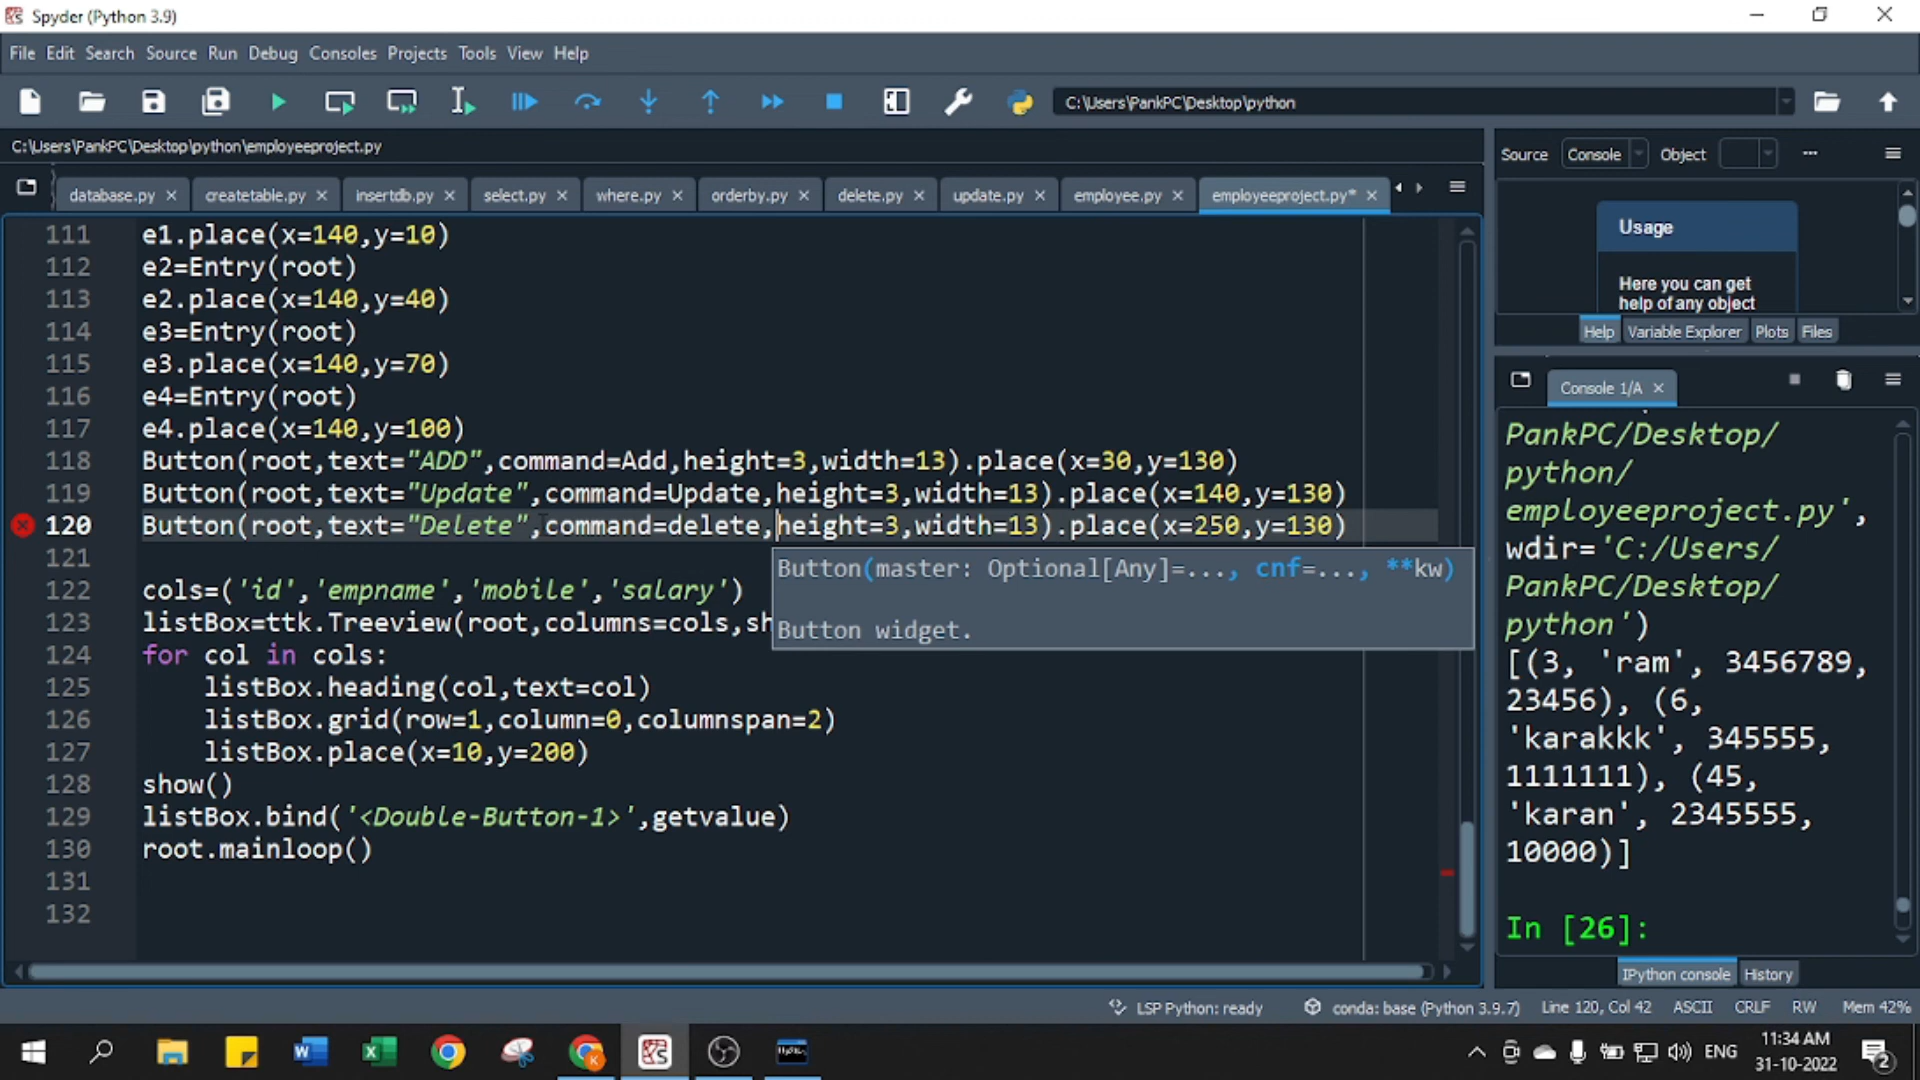 Spyder (Python 3.9)
File Edit Search Source Run Debug Consoles Projects Tools View Help
C:\Users\PankPC\Desktop\python
C:\Users\PankPC\Desktop\python\employeeproject.py
database.py createtable.py insertdb.py select.py where.py orderby.py delete.py update.py employee.py employeeproject.py*
111 e1.place(x=140,y=10)
112 e2=Entry(root)
113 e2.place(x=140,y=40)
114 e3=Entry(root)
115 e3.place(x=140,y=70)
116 e4=Entry(root)
117 e4.place(x=140,y=100)
118 Button(root,text="ADD",command=Add,height=3,width=13).place(x=30,y=130)
119 Button(root,text="Update",command=Update,height=3,width=13).place(x=140,y=130)
120 Button(root,text="Delete",command=delete,height=3,width=13).place(x=250,y=130)
121
Button(master: Optional[Any]=..., cnf=..., **kw)
Button widget.
122 cols=('id','empname','mobile','salary')
123 listBox=ttk.Treeview(root,columns=cols,sh
124 for col in cols:
125 listBox.heading(col,text=col)
126 listBox.grid(row=1,column=0,columnspan=2)
127 listBox.place(x=10,y=200)
128 show()
129 listBox.bind('<Double-Button-1>',getvalue)
130 root.mainloop()
131
132
Source Console Object
Usage
Here you can get
help of any object
Help Variable Explorer Plots Files
Console 1/A
PankPC/Desktop/
python/
employeeproject.py',
wdir='C:/Users/
PankPC/Desktop/
python')
[(3, 'ram', 3456789,
23456), (6,
'karakkk', 345555,
1111111), (45,
'karan', 2345555,
10000)]
In [26]:
IPython console History
LSP Python: ready conda: base (Python 3.9.7) Line 120, Col 42 ASCII CRLF RW Mem 42%
ENG
11:34 AM
31-10-2022
2